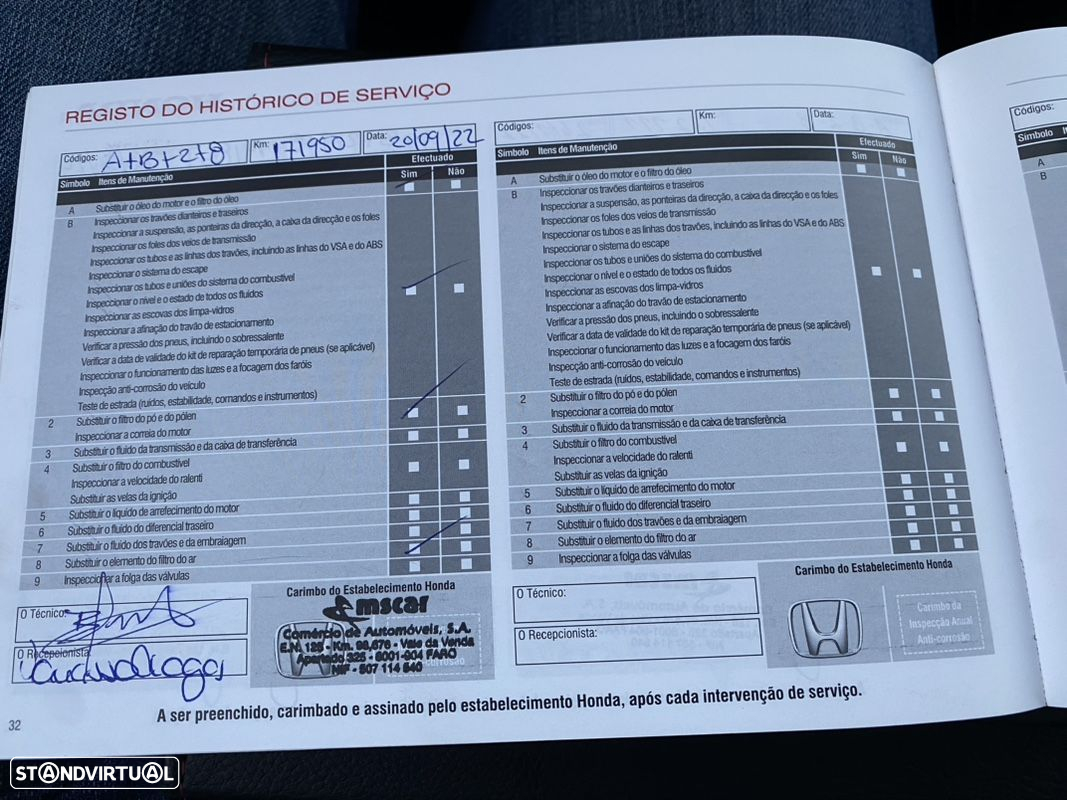 REGISTO DO HISTÓRICO DE SERVIÇO
Códigos: A+B+2+8
Km: 171950
Data: 20/09/22
Símbolo Itens de Manutenção
Efectuado
Sim Não
A Substituir o óleo do motor e o filtro do óleo
B Inspeccionar os travões dianteiros e traseiros
Inspeccionar a suspensão, as ponteiras da direcção, a caixa da direcção e os foles
Inspeccionar os foles dos veios de transmissão
Inspeccionar os tubos e as linhas dos travões, incluindo as linhas do VSA e do ABS
Inspeccionar o sistema do escape
Inspeccionar os tubos e uniões do sistema do combustível
Inspeccionar o nível e o estado de todos os fluidos
Inspeccionar as escovas dos limpa-vidros
Inspeccionar a afinação do travão de estacionamento
Verificar a pressão dos pneus, incluindo o sobressalente
Verificar a data de validade do kit de reparação temporária de pneus (se aplicável)
Inspeccionar o funcionamento das luzes e a focagem dos faróis
Inspecção anti-corrosão do veículo
Teste de estrada (ruídos, estabilidade, comandos e instrumentos)
2 Substituir o filtro do pó e do pólen
Inspeccionar a correia do motor
3 Substituir o fluido da transmissão e da caixa de transferência
4 Substituir o filtro do combustível
Inspeccionar a velocidade do ralenti
Substituir as velas da ignição
5 Substituir o líquido de arrefecimento do motor
6 Substituir o fluido do diferencial traseiro
7 Substituir o fluido dos travões e da embraiagem
8 Substituir o elemento do filtro do ar
9 Inspeccionar a folga das válvulas
O Técnico:
O Recepcionista:
Carimbo do Estabelecimento Honda
mscar
Comércio de Automóveis, S.A.
E.N. 125 - Km. 98,676 - Vale da Venda
Apartado 325 - 8001-904 FARO
NIF - 507 114 840
corrosão
Códigos:
Km:
Data:
Símbolo Itens de Manutenção
Efectuado
Sim Não
A Substituir o óleo do motor e o filtro do óleo
B Inspeccionar os travões dianteiros e traseiros
Inspeccionar a suspensão, as ponteiras da direcção, a caixa da direcção e os foles
Inspeccionar os foles dos veios de transmissão
Inspeccionar os tubos e as linhas dos travões, incluindo as linhas do VSA e do ABS
Inspeccionar o sistema do escape
Inspeccionar os tubos e uniões do sistema do combustível
Inspeccionar o nível e o estado de todos os fluidos
Inspeccionar as escovas dos limpa-vidros
Inspeccionar a afinação do travão de estacionamento
Verificar a pressão dos pneus, incluindo o sobressalente
Verificar a data de validade do kit de reparação temporária de pneus (se aplicável)
Inspeccionar o funcionamento das luzes e a focagem dos faróis
Inspecção anti-corrosão do veículo
Teste de estrada (ruídos, estabilidade, comandos e instrumentos)
2 Substituir o filtro do pó e do pólen
Inspeccionar a correia do motor
3 Substituir o fluido da transmissão e da caixa de transferência
4 Substituir o filtro do combustível
Inspeccionar a velocidade do ralenti
Substituir as velas da ignição
5 Substituir o líquido de arrefecimento do motor
6 Substituir o fluido do diferencial traseiro
7 Substituir o fluido dos travões e da embraiagem
8 Substituir o elemento do filtro do ar
9 Inspeccionar a folga das válvulas
O Técnico:
O Recepcionista:
Carimbo do Estabelecimento Honda
Carimbo da
Inspecção Anual
Anti-corrosão
A ser preenchido, carimbado e assinado pelo estabelecimento Honda, após cada intervenção de serviço.
32
Códigos:
Símbolo
A
B
STANDVIRTUAL